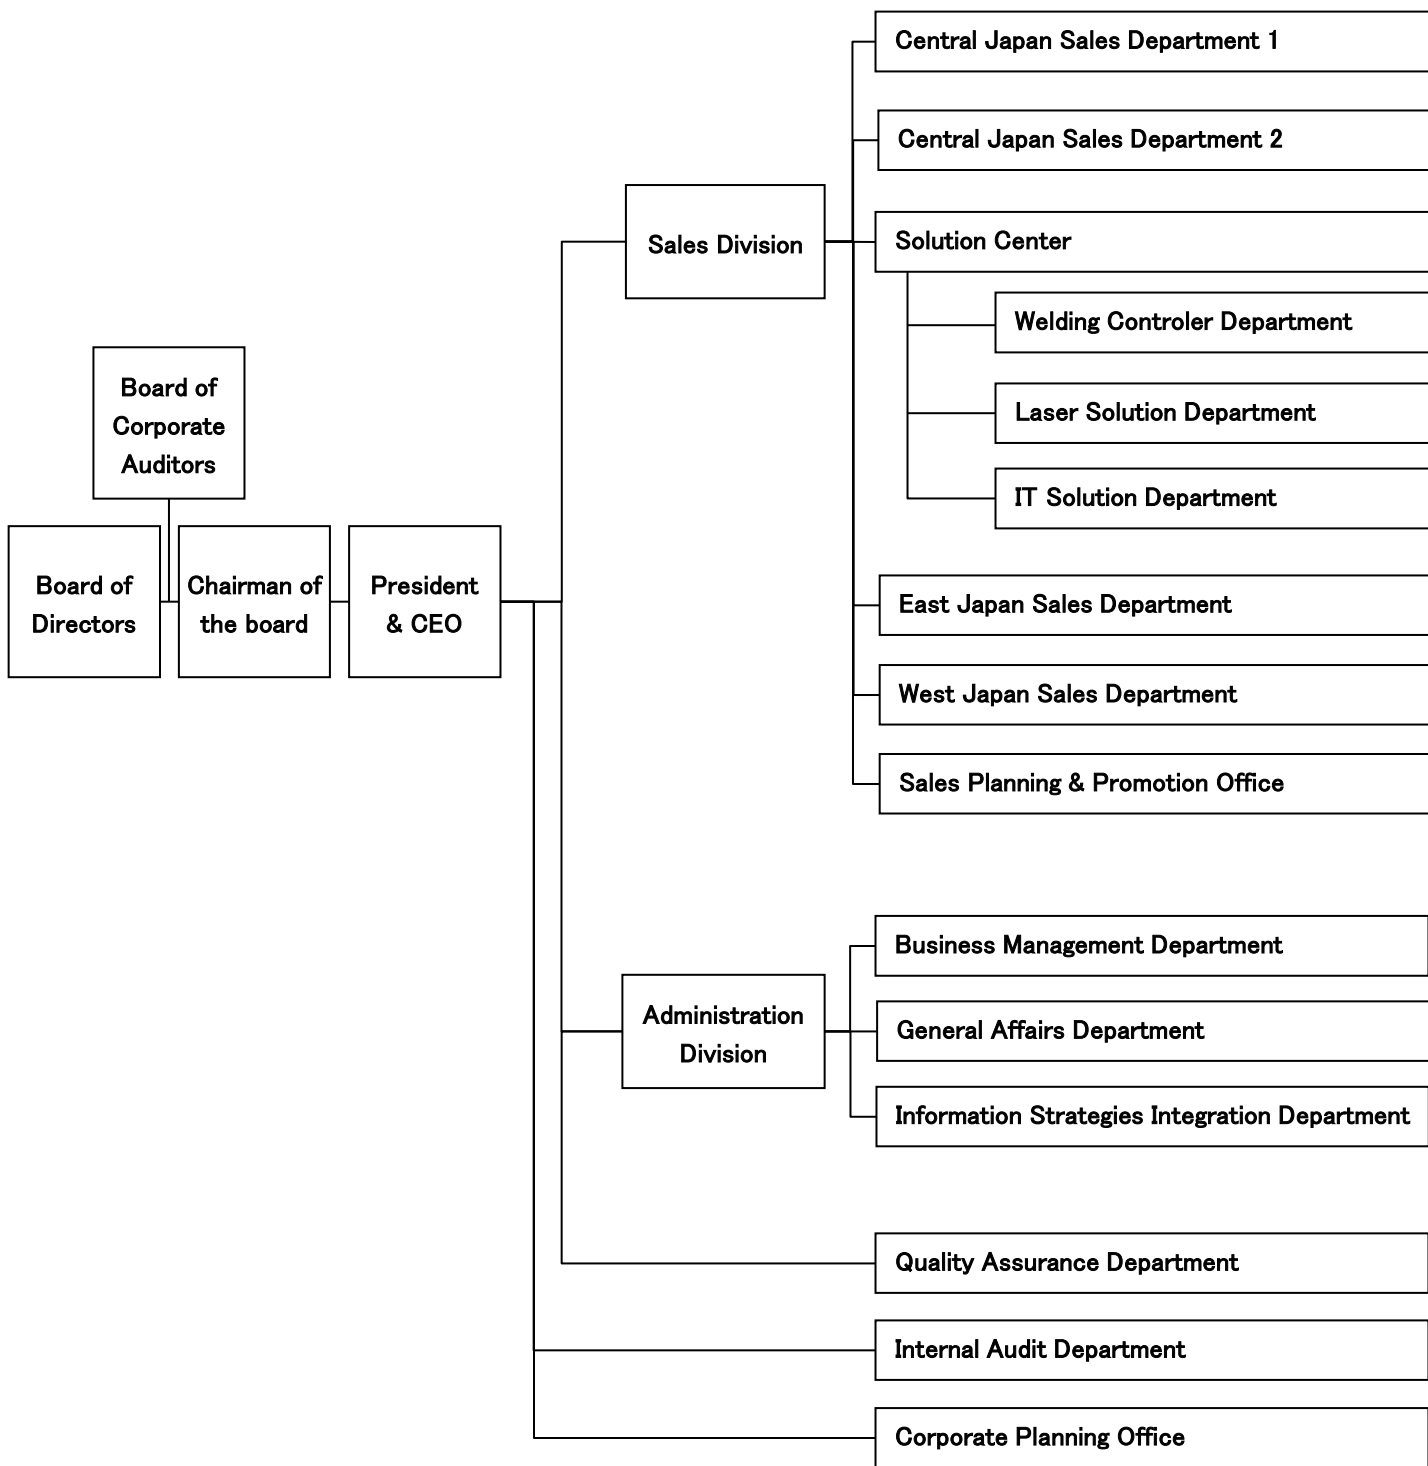 Central Japan Sales Department 1
Central Japan Sales Department 2
Sales Division
Solution Center
Welding Controler Department
Board of
Corporate
Auditors
Laser Solution Department
IT Solution Department
Board of
Directors
Chairman of
the board
President
& CEO
East Japan Sales Department
West Japan Sales Department
Sales Planning & Promotion Office
Business Management Department
Administration
Division
General Affairs Department
Information Strategies Integration Department
Quality Assurance Department
Internal Audit Department
Corporate Planning Office